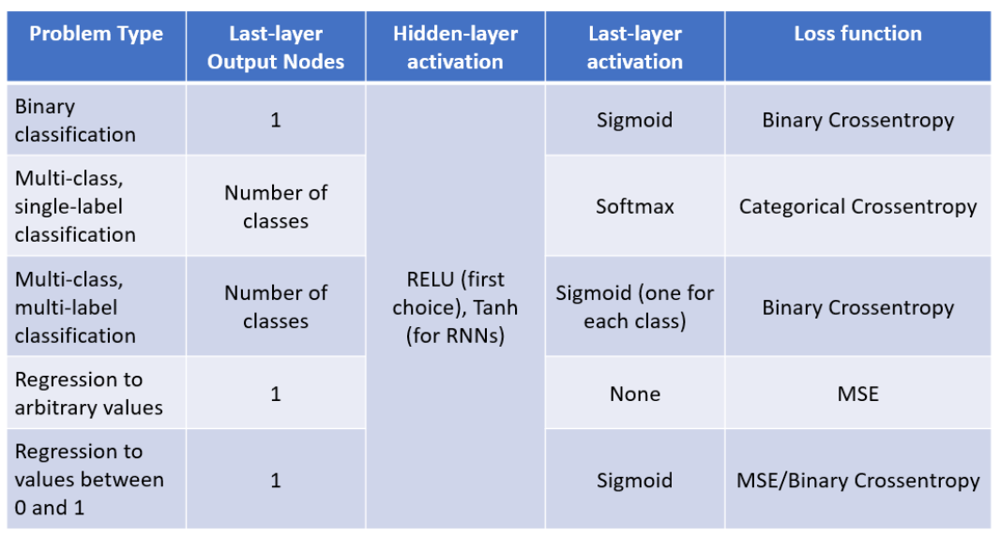 Problem Type
Last-layer
Output Nodes
Hidden-layer
activation
Last-layer
activation
Loss function
Binary
classification
1
Sigmoid
Binary Crossentropy
Multi-class,
single-label
classification
Number of
classes
Softmax
Categorical Crossentropy
Multi-class,
multi-label
classification
Number of
classes
RELU (first
choice), Tanh
(for RNNs)
Sigmoid (one for
each class)
Binary Crossentropy
Regression to
arbitrary values
1
None
MSE
Regression to
values between
0 and 1
1
Sigmoid
MSE/Binary Crossentropy